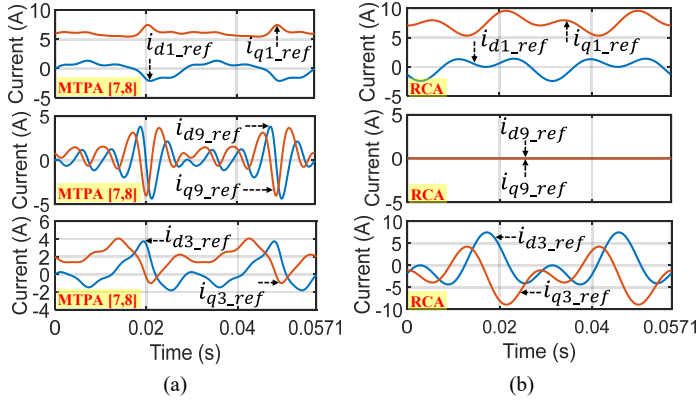 10
5
0
-5
Current (A)
i_d1_ref
i_q1_ref
MTPA [7,8]
5
0
-5
Current (A)
i_d9_ref
i_q9_ref
MTPA [7,8]
6
4
2
0
-2
-4
Current (A)
i_d3_ref
i_q3_ref
MTPA [7,8]
0
0.02
0.04
0.0571
Time (s)
(a)
10
5
0
-5
Current (A)
i_d1_ref
i_q1_ref
RCA
5
0
-5
Current (A)
i_d9_ref
i_q9_ref
RCA
10
5
0
-5
-10
Current (A)
i_d3_ref
i_q3_ref
RCA
0
0.02
0.04
0.0571
Time (s)
(b)